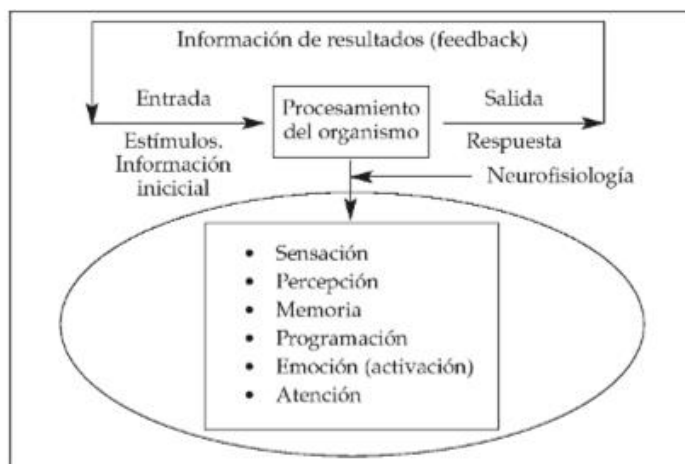 Información de resultados (feedback)
Entrada
Estímulos.
Información
inicicial
Procesamiento
del organismo
Salida
Respuesta
Neurofisiología
• Sensación
• Percepción
• Memoria
• Programación
• Emoción (activación)
• Atención